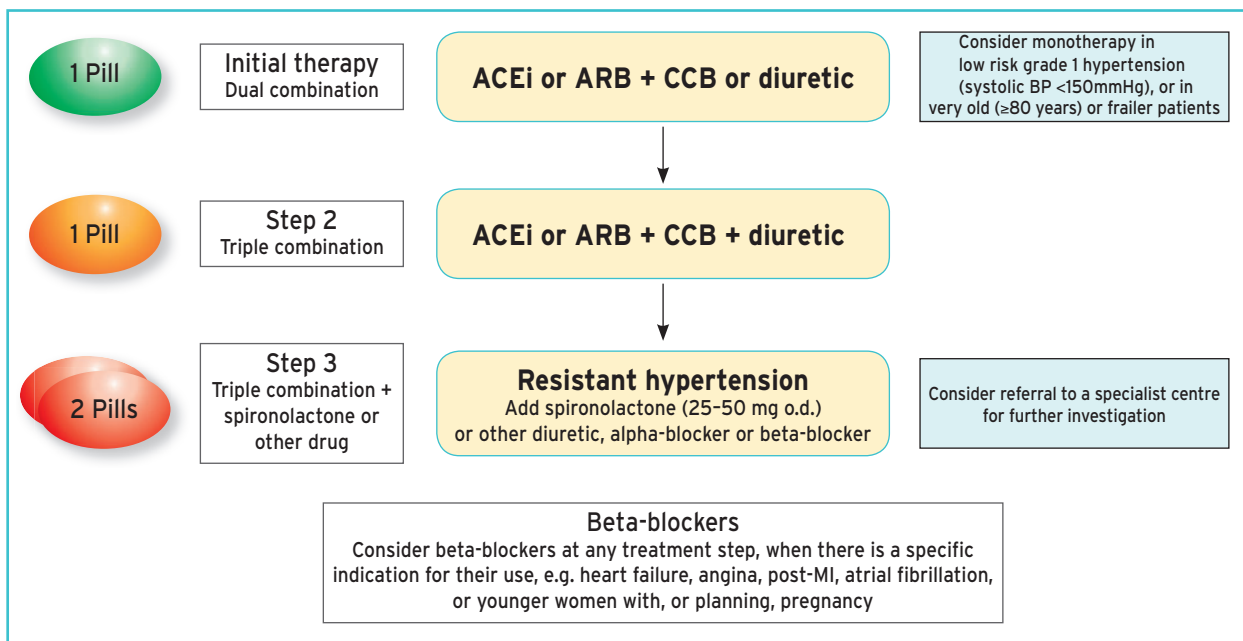 1 Pill
Initial therapy
Dual combination
ACEi or ARB + CCB or diuretic
Consider monotherapy in
low risk grade 1 hypertension
(systolic BP <150mmHg), or in
very old (≥80 years) or frailer patients
1 Pill
Step 2
Triple combination
ACEi or ARB + CCB + diuretic
2 Pills
Step 3
Triple combination +
spironolactone or
other drug
Resistant hypertension
Add spironolactone (25–50 mg o.d.)
or other diuretic, alpha-blocker or beta-blocker
Consider referral to a specialist centre
for further investigation
Beta-blockers
Consider beta-blockers at any treatment step, when there is a specific
indication for their use, e.g. heart failure, angina, post-MI, atrial fibrillation,
or younger women with, or planning, pregnancy